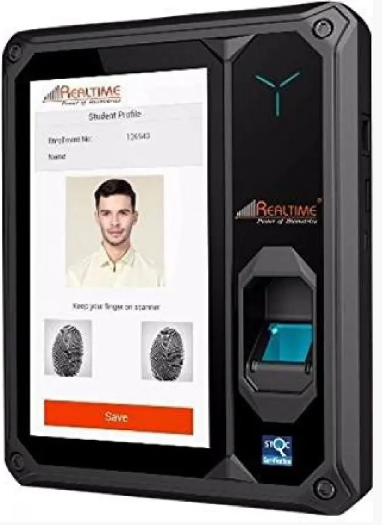 REALTIME
Power of Biometrics
Student Profile
Enrollment No:
Name
Keep your finger on scanner
Save
REALTIME
Power of Biometrics
STQC
Certification